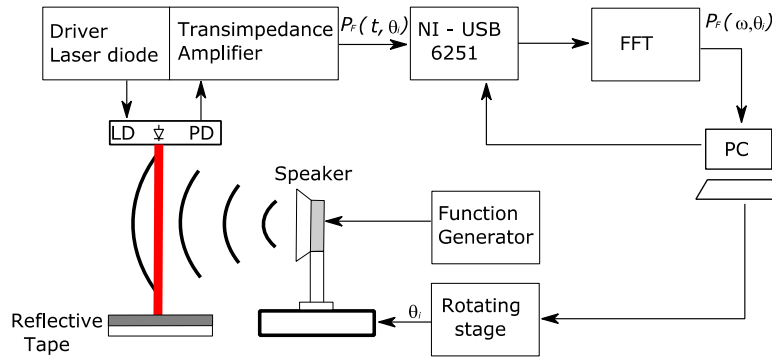 Driver
Laser diode
Transimpedance
Amplifier
P_F(t, θ_i)
NI - USB
6251
FFT
P_F(ω,θ_i)
LD
PD
PC
Speaker
Function
Generator
Reflective
Tape
θ_i
Rotating
stage